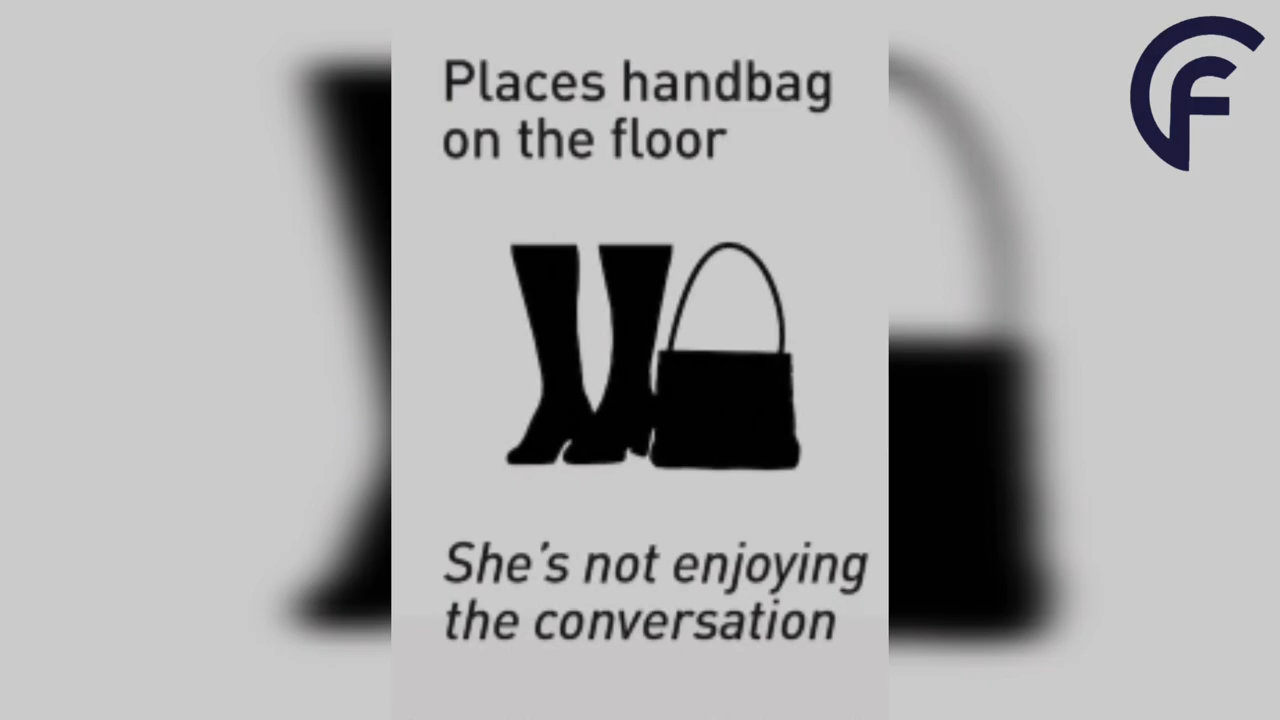 Places handbag
on the floor
She's not enjoying
the conversation